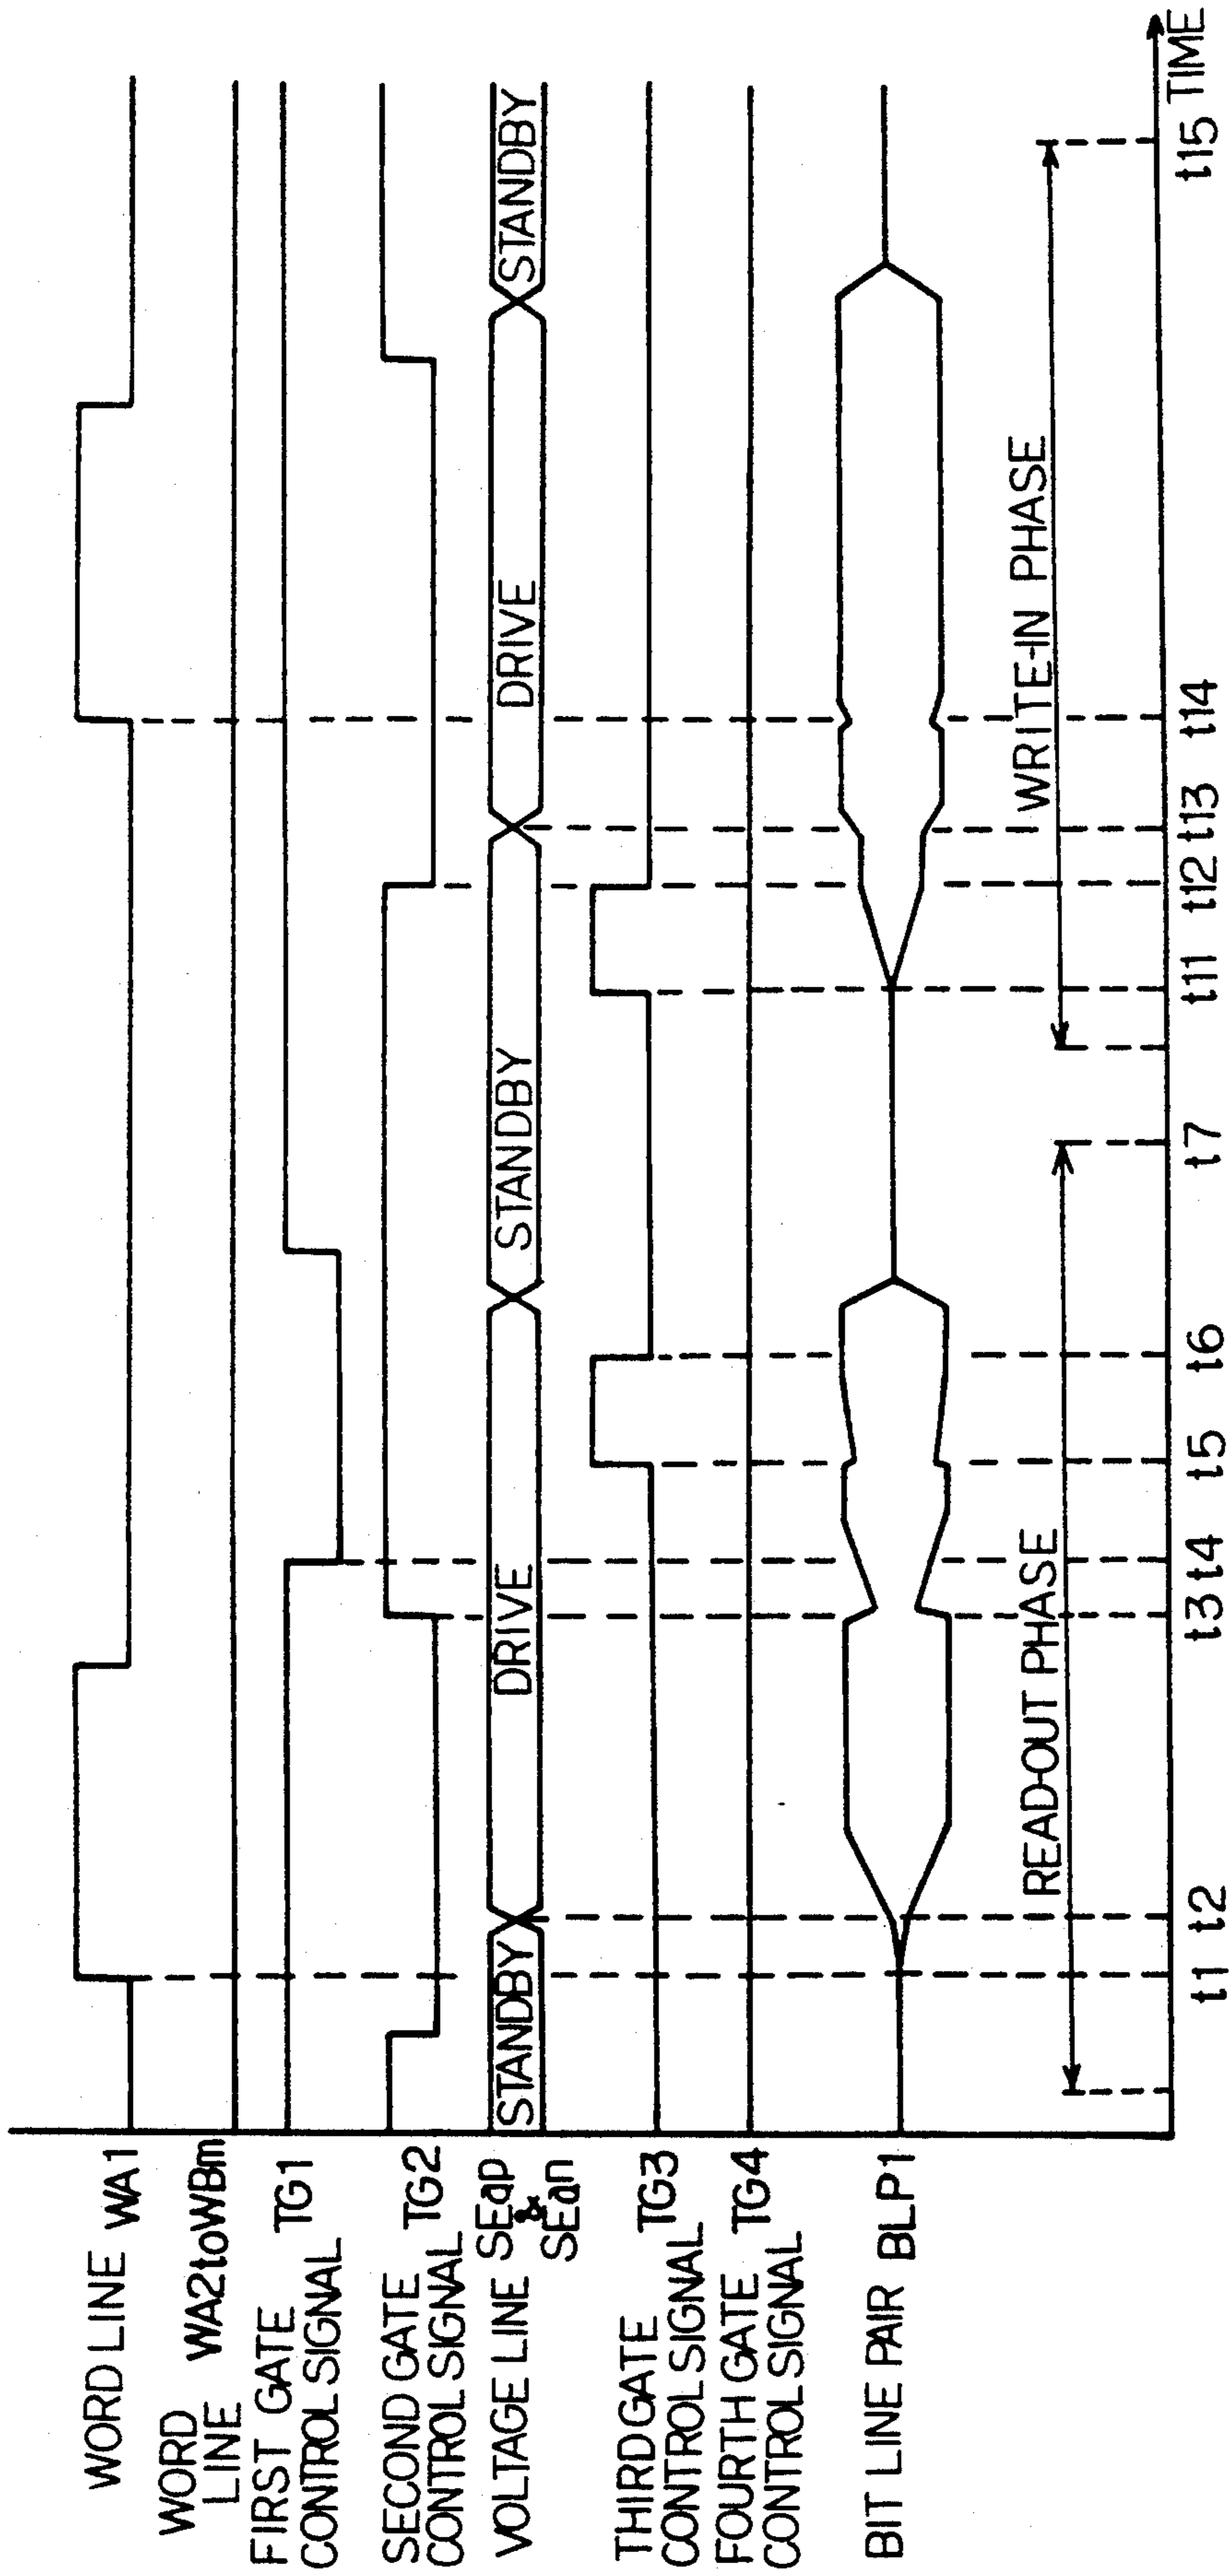 WORD LINE WA1
WORD
LINE WA2toWBm
FIRST GATE
CONTROL SIGNAL TG1
SECOND GATE
CONTROL SIGNAL TG2
VOLTAGE LINE SEap
&
SEan
STANDBY DRIVE STANDBY DRIVE STANDBY
THIRD GATE
CONTROL SIGNAL TG3
FOURTH GATE
CONTROL SIGNAL TG4
BIT LINE PAIR BLP1
READ-OUT PHASE WRITE-IN PHASE
t1 t2 t3 t4 t5 t6 t7 t11 t12 t13 t14 t15 TIME